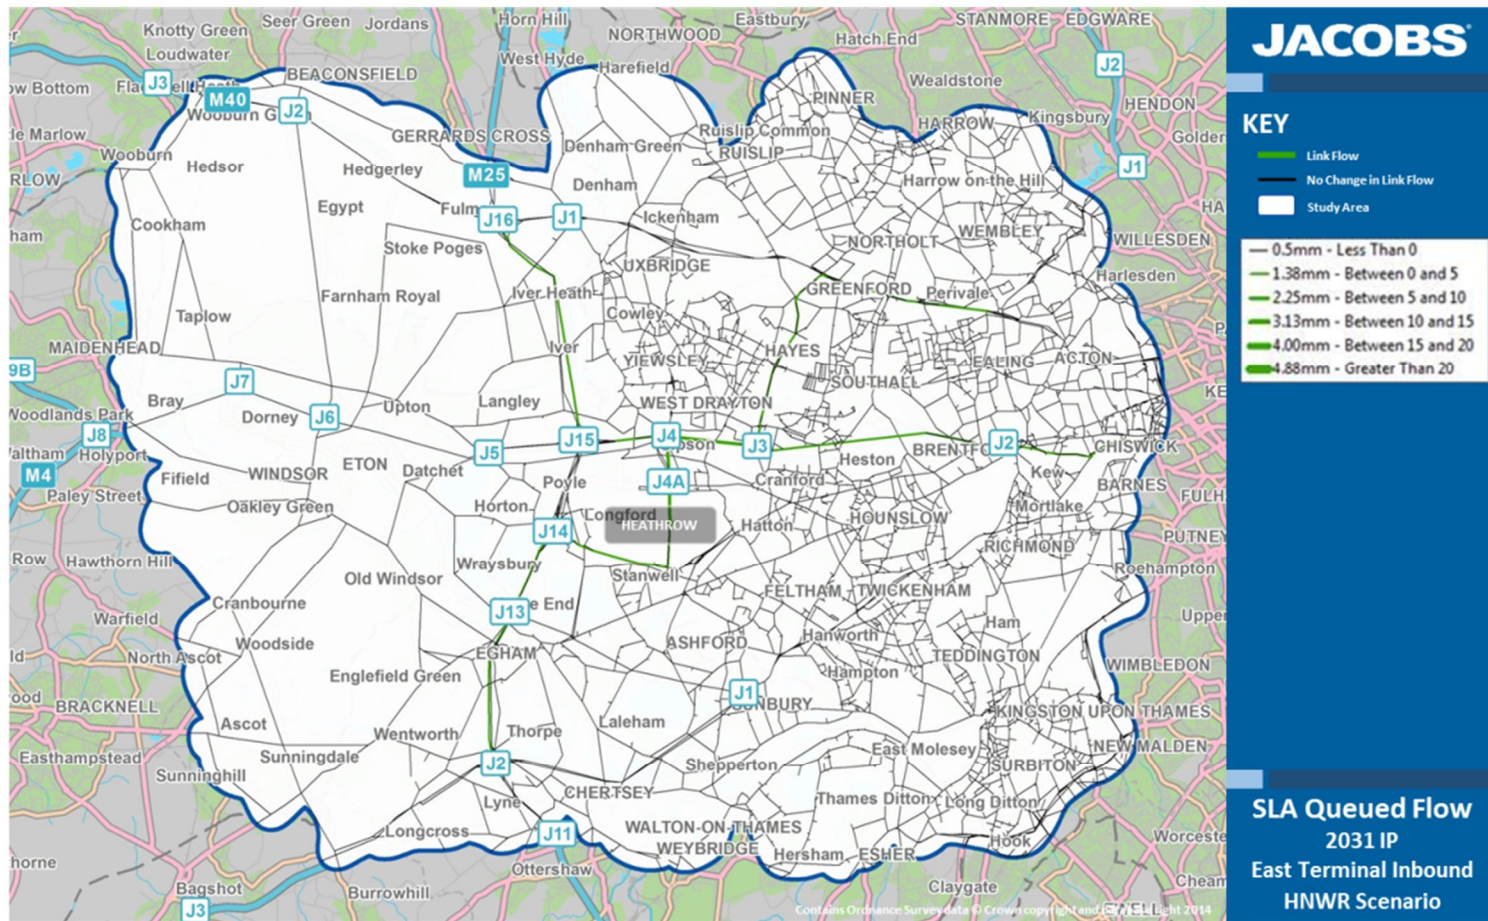 Knotty Green
Seer Green
Jordans
Horn Hill
Eastbury
STANMORE
EDGWARE
Loudwater
West Hyde
NORTHWOOD
Hatch End
J3
BEACONSFIELD
Harefield
Wealdstone
J2
M40
J2
PINNER
HENDON
GERRARDS CROSS
Ruislip Common
HARROW
Kingsbury
Wooburn
Denham Green
RUISLIP
Hedsor
Hedgerley
M25
Denham
Harrow on the Hill
J1
Egypt
J16
J1
Ickenham
Cookham
Stoke Poges
NORTHOLT
WEMBLEY
WILLESDEN
UXBRIDGE
Harlesden
Farnham Royal
Iver Heath
GREENFORD
Perivale
Taplow
Cowley
MAIDENHEAD
Iver
YIEWSLEY
HAYES
EALING
ACTON
9B
J7
SOUTHALL
Bray
Upton
Langley
WEST DRAYTON
Woodlands Park
Dorney
J6
J8
J15
J4
J3
J2
CHISWICK
Holyport
J5
Heston
M4
Fifield
WINDSOR
ETON
Datchet
Poyle
J4A
Cranford
Kew
BARNES
Paley Street
Oakley Green
Horton
Longford
HEATHROW
Hatton
HOUNSLOW
Mortlake
J14
RICHMOND
PUTNEY
Row
Hawthorn Hill
Wraysbury
Stanwell
Roehampton
Old Windsor
FELTHAM
TWICKENHAM
Cranbourne
J13
Warfield
Woodside
EGHAM
ASHFORD
Hanworth
Ham
North Ascot
TEDDINGTON
WIMBLEDON
Englefield Green
Hampton
BRACKNELL
J1
KINGSTON UPON THAMES
Ascot
Wentworth
Thorpe
Laleham
Easthampstead
Sunningdale
East Molesey
NEW MALDEN
Sunninghill
J2
Shepperton
SURBITON
Lyne
CHERTSEY
Thames Ditton
Long Ditton
Longcross
J11
WALTON-ON-THAMES
WEYBRIDGE
Hook
Ottershaw
Hersham
ESHER
Bagshot
Burrowhill
Claygate
J3
Contains Ordnance Survey data © Crown copyright and
JACOBS
KEY
Link Flow
No Change in Link Flow
Study Area
0.5mm - Less Than 0
1.38mm - Between 0 and 5
2.25mm - Between 5 and 10
3.13mm - Between 10 and 15
4.00mm - Between 15 and 20
4.88mm - Greater Than 20
SLA Queued Flow
2031 IP
East Terminal Inbound
HNWR Scenario